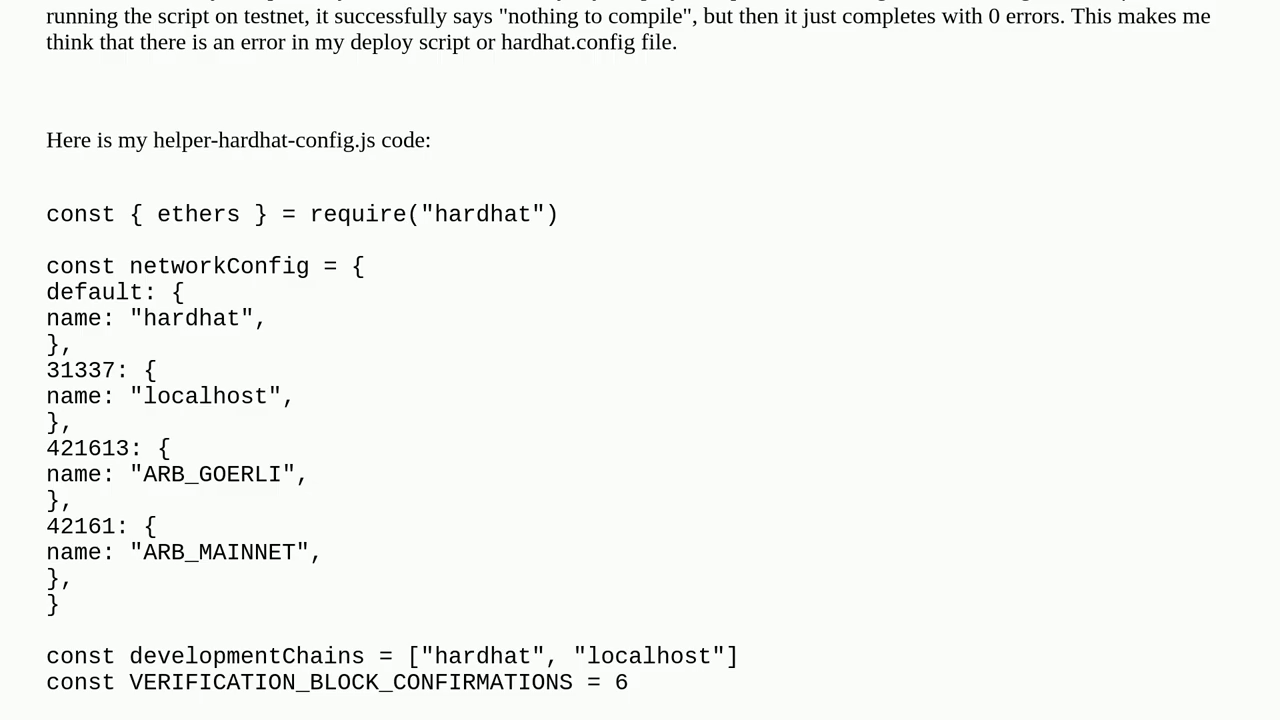 running the script on testnet, it successfully says "nothing to compile", but then it just completes with 0 errors. This makes me
think that there is an error in my deploy script or hardhat.config file.
Here is my helper-hardhat-config.js code:
const { ethers } = require("hardhat")
const networkConfig = {
default: {
name: "hardhat",
},
31337: {
name: "localhost",
},
421613: {
name: "ARB_GOERLI",
},
42161: {
name: "ARB_MAINNET",
},
}
const developmentChains = ["hardhat", "localhost"]
const VERIFICATION_BLOCK_CONFIRMATIONS = 6